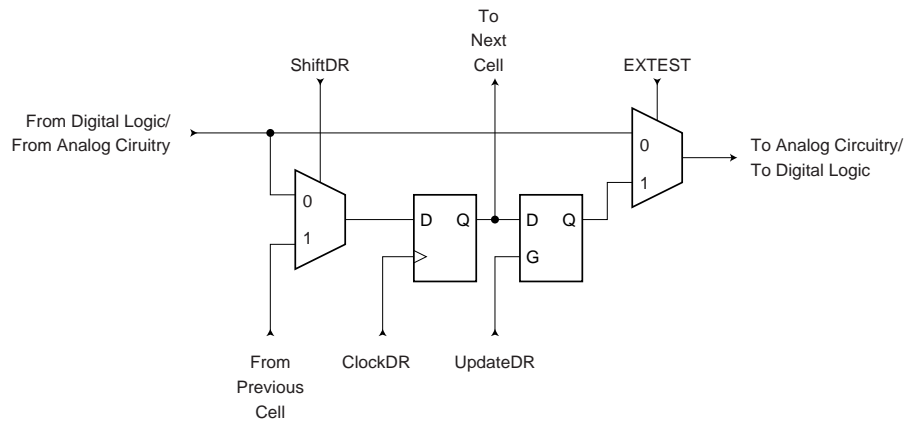 To
Next
Cell
ShiftDR
EXTEST
From Digital Logic/
From Analog Ciruitry
0
1
To Analog Circuitry/
To Digital Logic
0
1
D Q
D Q
G
From
Previous
Cell
ClockDR
UpdateDR